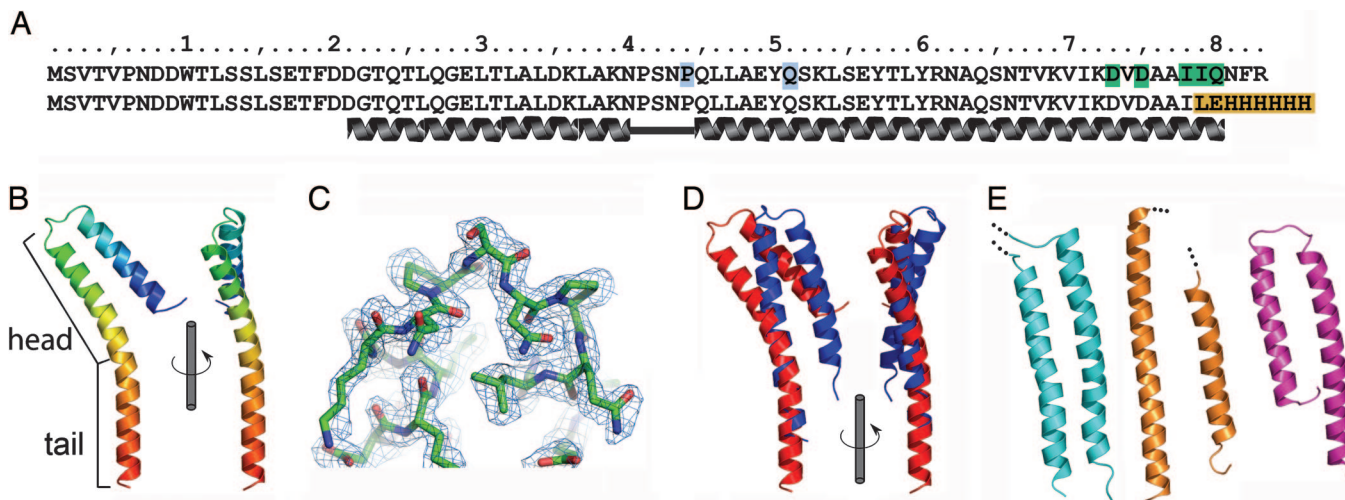 A
....,....1....,....2....,....3....,....4....,....5....,....6....,....7....,....8...
MSVTVPNDDWTLSSLSETFDDGTQTLQGELTLALDKLAKNPSNPQLLAEYQSKLSEYTLYRNAQSNTVKVIKDVDAAIIQNFR
MSVTVPNDDWTLSSLSETFDDGTQTLQGELTLALDKLAKNPSNPQLLAEYQSKLSEYTLYRNAQSNTVKVIKDVDAAILEHHHHHH
B
C
D
E
head
tail